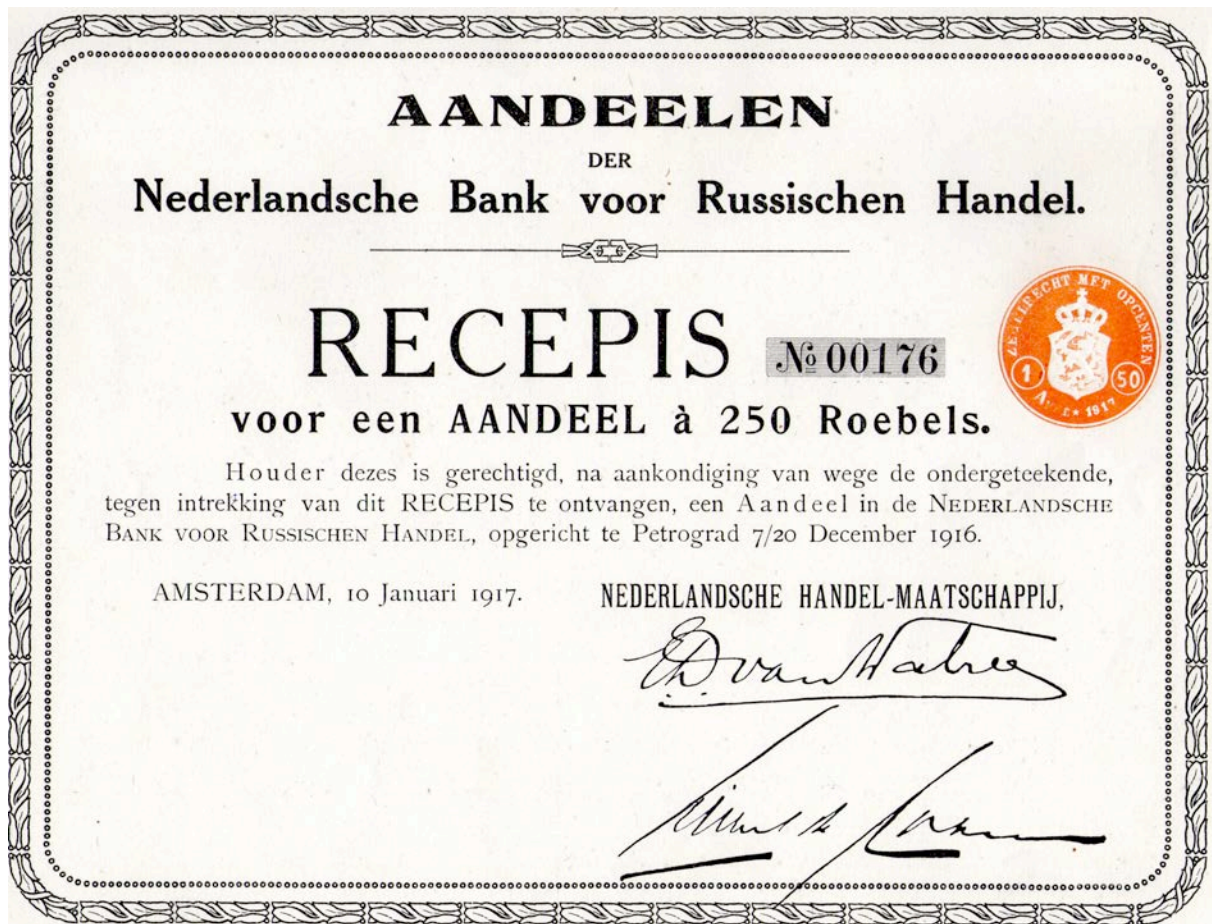 AANDEELEN
DER
Nederlandsche Bank voor Russischen Handel.
RECEPIS № 00176
ZEGELRECHT MET OPCENTEN
1 50
1917
voor een AANDEEL à 250 Roebels.
Houder dezes is gerechtigd, na aankondiging van wege de ondergeteekende,
tegen intrekking van dit RECEPIS te ontvangen, een Aandeel in de NEDERLANDSCHE
BANK VOOR RUSSISCHEN HANDEL, opgericht te Petrograd 7/20 December 1916.
AMSTERDAM, 10 Januari 1917.
NEDERLANDSCHE HANDEL-MAATSCHAPPIJ,